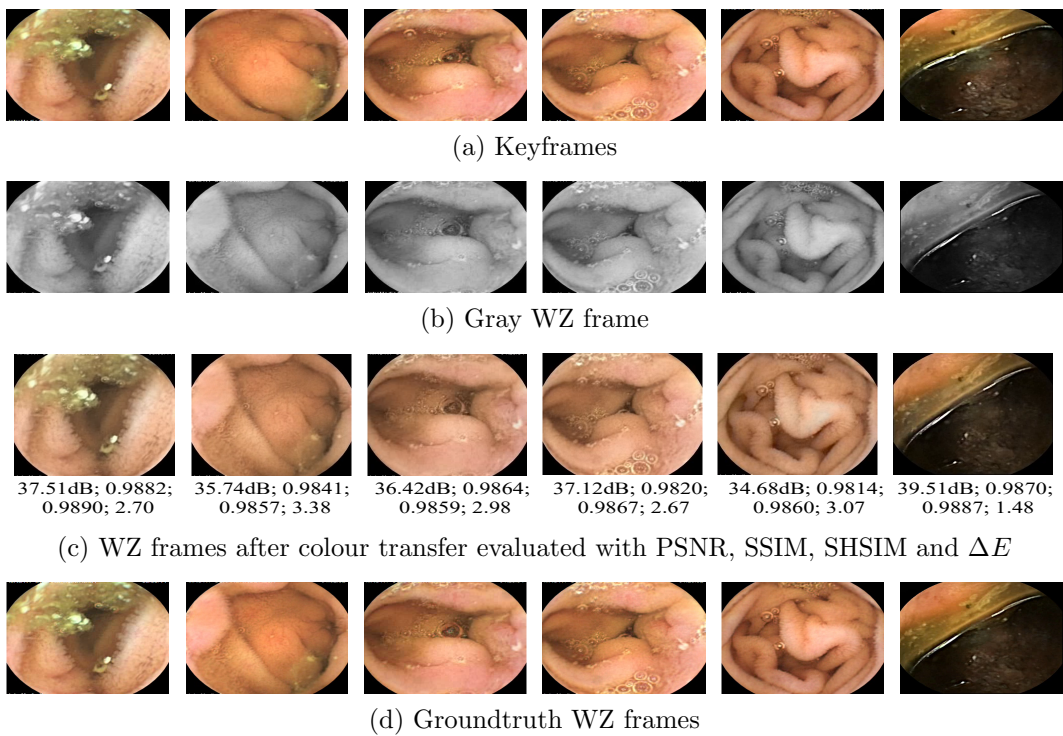 (a) Keyframes
(b) Gray WZ frame
37.51dB; 0.9882; 35.74dB; 0.9841; 36.42dB; 0.9864; 37.12dB; 0.9820; 34.68dB; 0.9814; 39.51dB; 0.9870;
0.9890; 2.70 0.9857; 3.38 0.9859; 2.98 0.9867; 2.67 0.9860; 3.07 0.9887; 1.48
(c) WZ frames after colour transfer evaluated with PSNR, SSIM, SHSIM and ΔE
(d) Groundtruth WZ frames